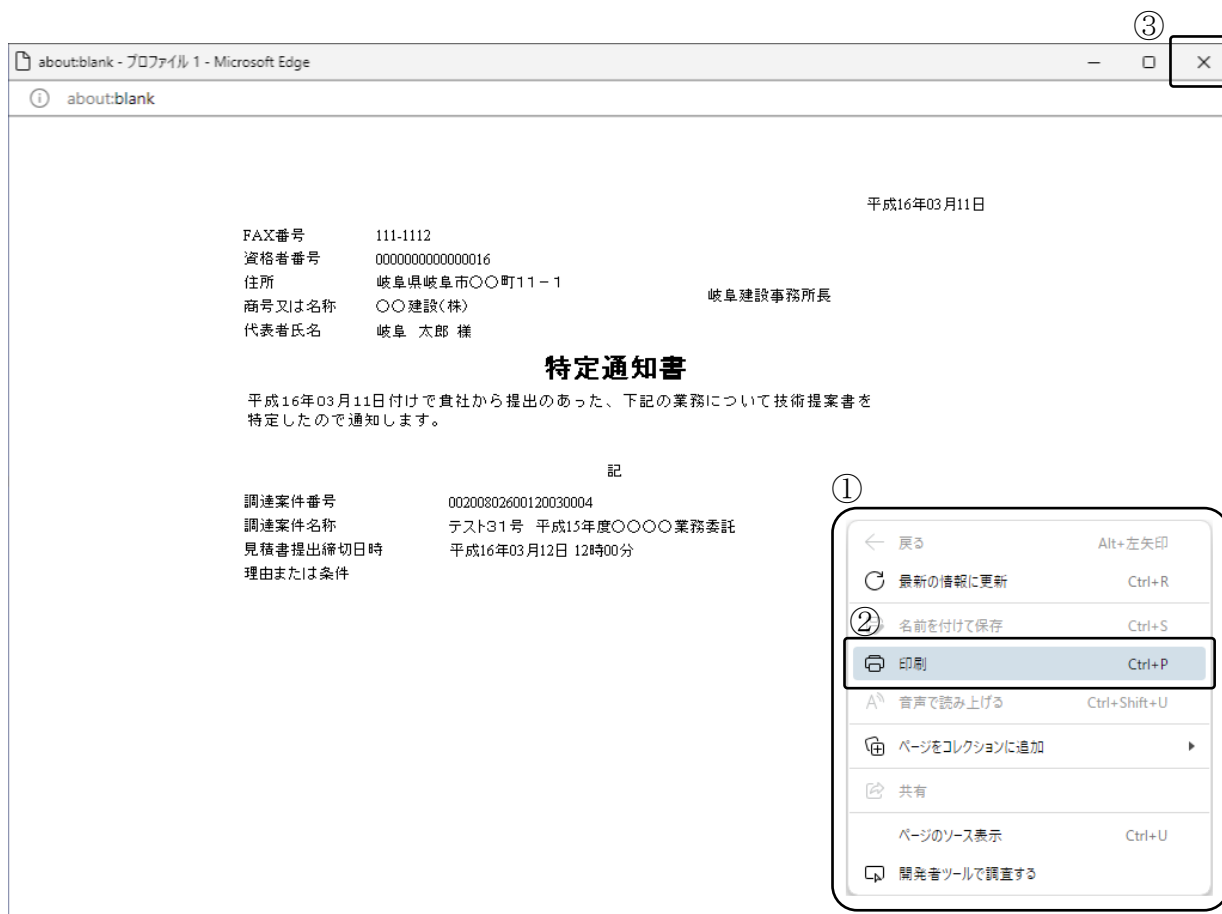 ③
about:blank - プロファイル 1 - Microsoft Edge
about:blank
平成16年03月11日
FAX番号 111-1112
資格者番号 0000000000000016
住所 岐阜県岐阜市〇〇町11-1
岐阜建設事務所長
商号又は名称 〇〇建設(株)
代表者氏名 岐阜 太郎 様
特定通知書
平成16年03月11日付けで貴社から提出のあった、下記の業務について技術提案書を
特定したので通知します。
記
調達案件番号 00200802600120030004
調達案件名称 テスト31号 平成15年度〇〇〇〇業務委託
見積書提出締切日時 平成16年03月12日 12時00分
理由または条件
①
戻る Alt+左矢印
最新の情報に更新 Ctrl+R
②
名前を付けて保存 Ctrl+S
印刷 Ctrl+P
音声で読み上げる Ctrl+Shift+U
ページをコレクションに追加
共有
ページのソース表示 Ctrl+U
開発者ツールで調査する